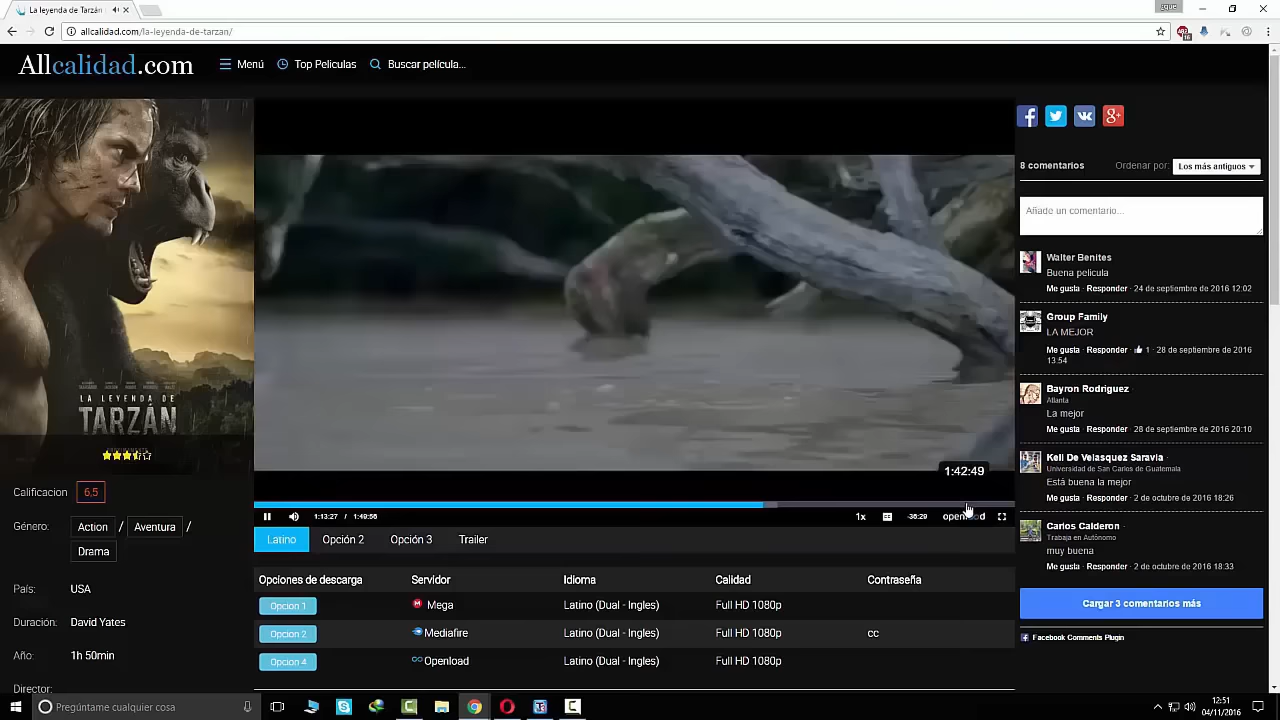 La leyenda de Tarzán
allcalidad.com/la-leyenda-de-tarzan/
Allcalidad.com
Menú
Top Peliculas
Buscar película...
LA LEYENDA DE
TARZÁN
Calificacion
6,5
Género:
Action /
Aventura /
Drama
País:
USA
Duración:
David Yates
Año:
1h 50min
Director:
1:42:49
1:13:27 / 1:49:56
1x
-36:29
openload
Latino
Opción 2
Opción 3
Trailer
Opciones de descarga Servidor Idioma Calidad Contraseña
Opcion 1 Mega Latino (Dual - Ingles) Full HD 1080p
Opcion 2 Mediafire Latino (Dual - Ingles) Full HD 1080p cc
Opcion 4 Openload Latino (Dual - Ingles) Full HD 1080p
8 comentarios
Ordenar por: Los más antiguos
Añade un comentario...
Walter Benites
Buena pelicula
Me gusta · Responder · 24 de septiembre de 2016 12:02
Group Family
LA MEJOR
Me gusta · Responder · 1 · 28 de septiembre de 2016
13:54
Bayron Rodriguez
Atlanta
La mejor
Me gusta · Responder · 28 de septiembre de 2016 20:10
Keli De Velasquez Saravia ·
Universidad de San Carlos de Guatemala
Está buena la mejor
Me gusta · Responder · 2 de octubre de 2016 18:26
Carlos Calderon ·
Trabaja en Autónomo
muy buena
Me gusta · Responder · 2 de octubre de 2016 18:33
Cargar 3 comentarios más
Facebook Comments Plugin
Pregúntame cualquier cosa
12:51
04/11/2016